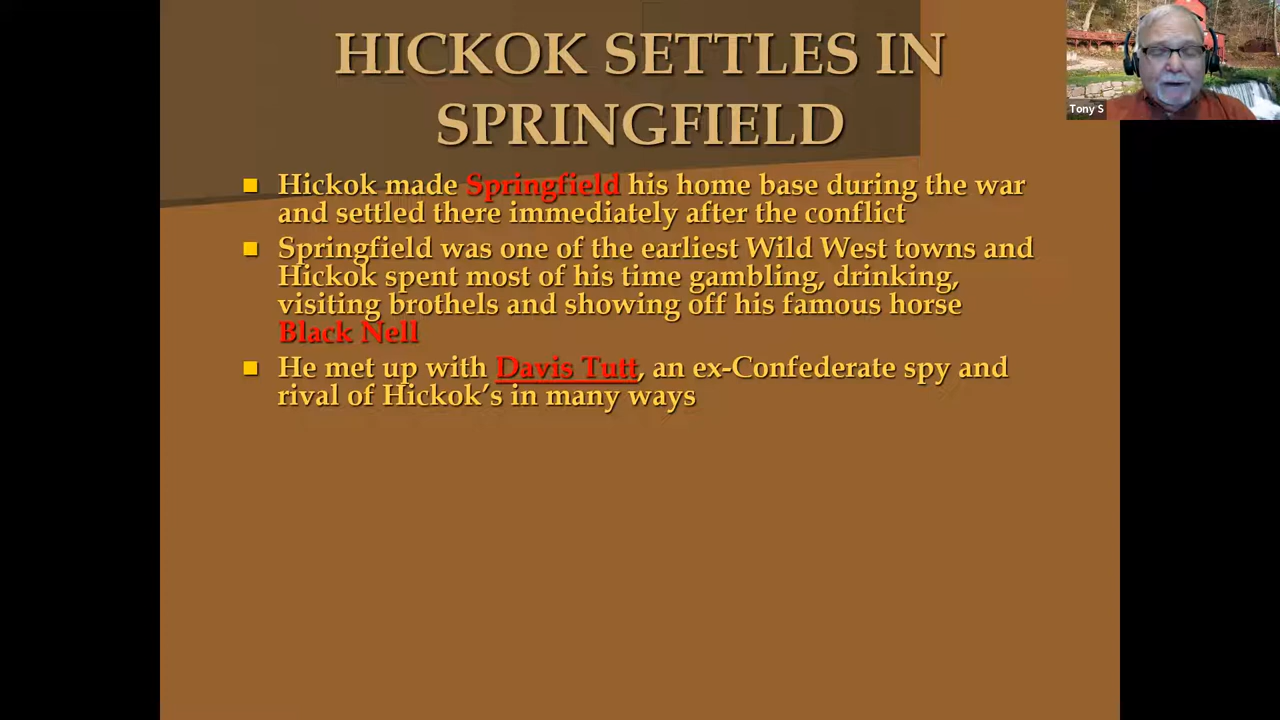 HICKOK SETTLES IN
SPRINGFIELD
Tony S
■ Hickok made Springfield his home base during the war
and settled there immediately after the conflict
■ Springfield was one of the earliest Wild West towns and
Hickok spent most of his time gambling, drinking,
visiting brothels and showing off his famous horse
Black Nell
■ He met up with Davis Tutt, an ex-Confederate spy and
rival of Hickok’s in many ways